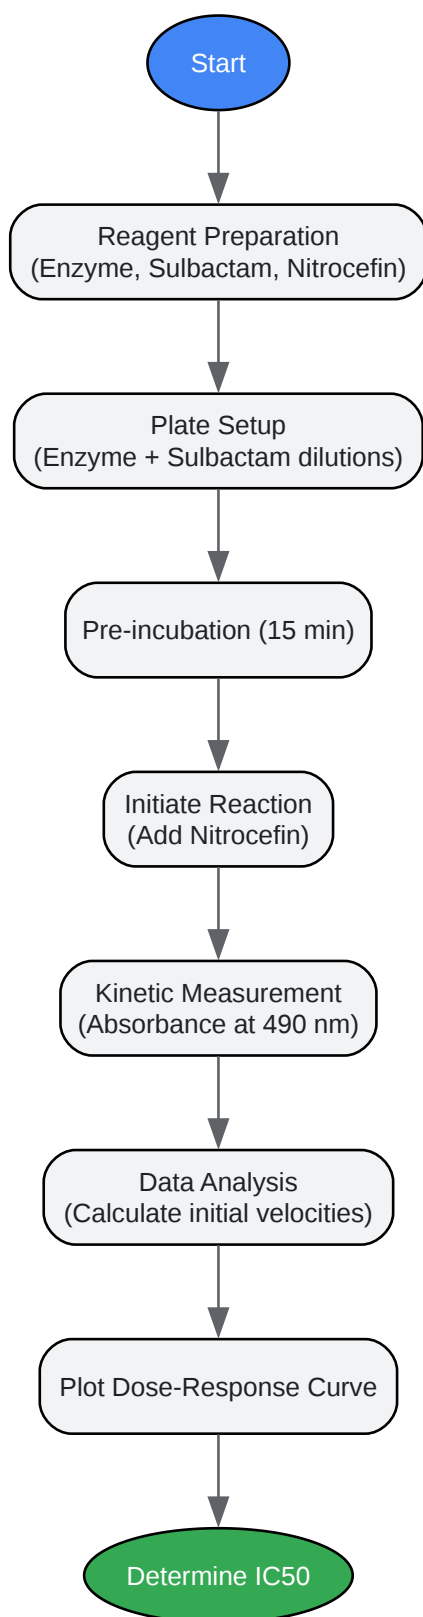 Start
Reagent Preparation
(Enzyme, Sulbactam, Nitrocefin)
Plate Setup
(Enzyme + Sulbactam dilutions)
Pre-incubation (15 min)
Initiate Reaction
(Add Nitrocefin)
Kinetic Measurement
(Absorbance at 490 nm)
Data Analysis
(Calculate initial velocities)
Plot Dose-Response Curve
Determine IC50